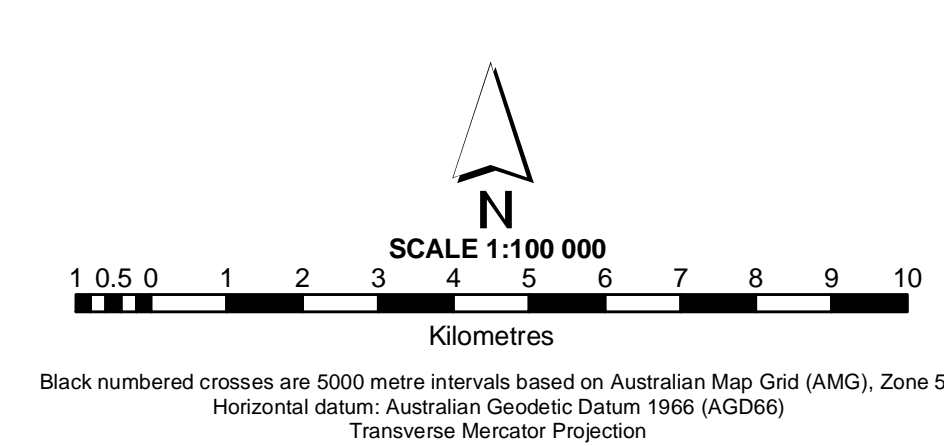 N
SCALE 1:100 000
1 0.5 0 1 2 3 4 5 6 7 8 9 10
Kilometres
Black numbered crosses are 5000 metre intervals based on Australian Map Grid (AMG), Zone 5
Horizontal datum: Australian Geodetic Datum 1966 (AGD66)
Transverse Mercator Projection